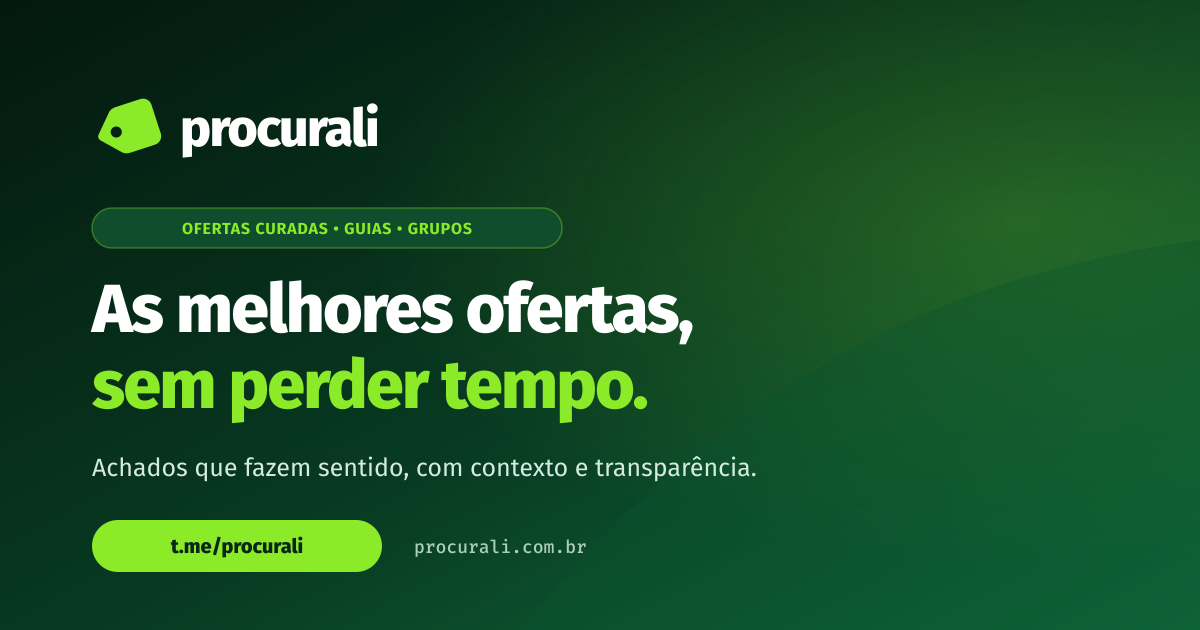 procurali
OFERTAS CURADAS • GUIAS • GRUPOS
As melhores ofertas,
sem perder tempo.
Achados que fazem sentido, com contexto e transparência.
t.me/procurali
procurali.com.br